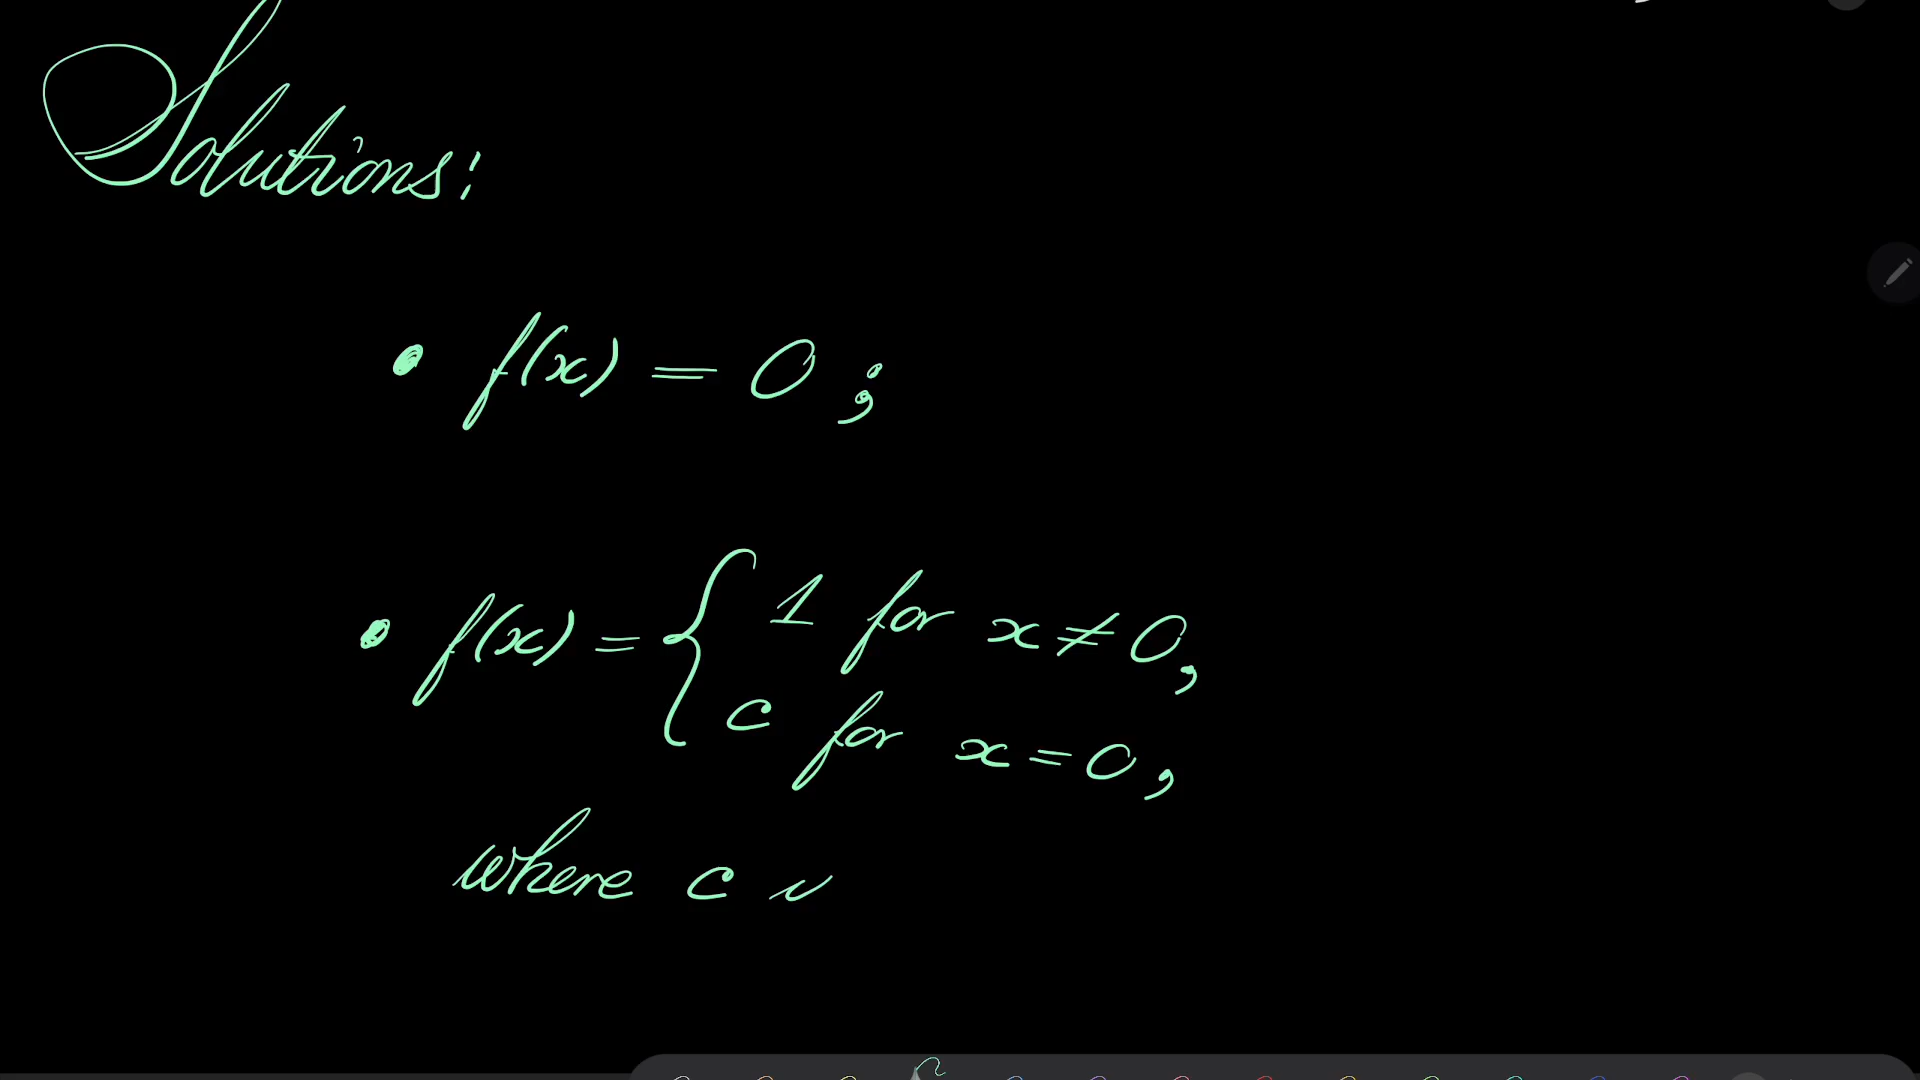 Solutions:
• f(x) = 0 ;
• f(x) = { 1 for x ≠ 0,
c for x = 0,
where c